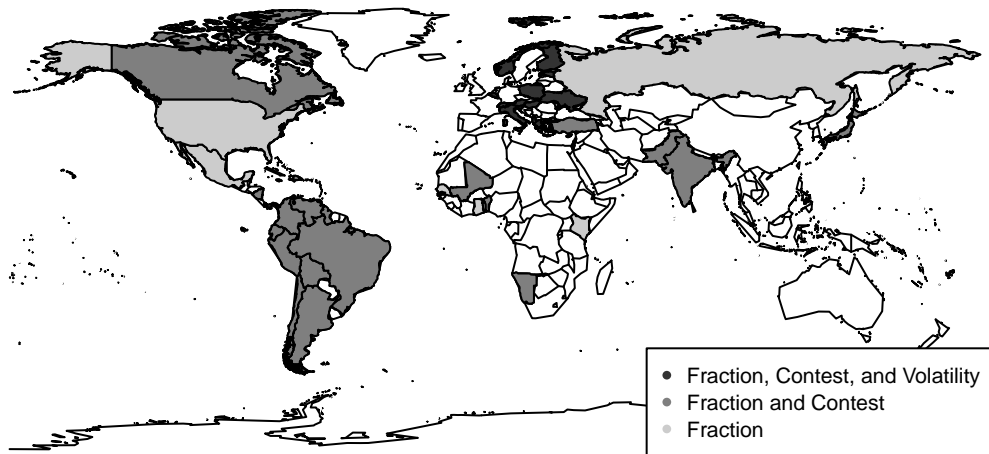 Fraction, Contest, and Volatility
Fraction and Contest
Fraction